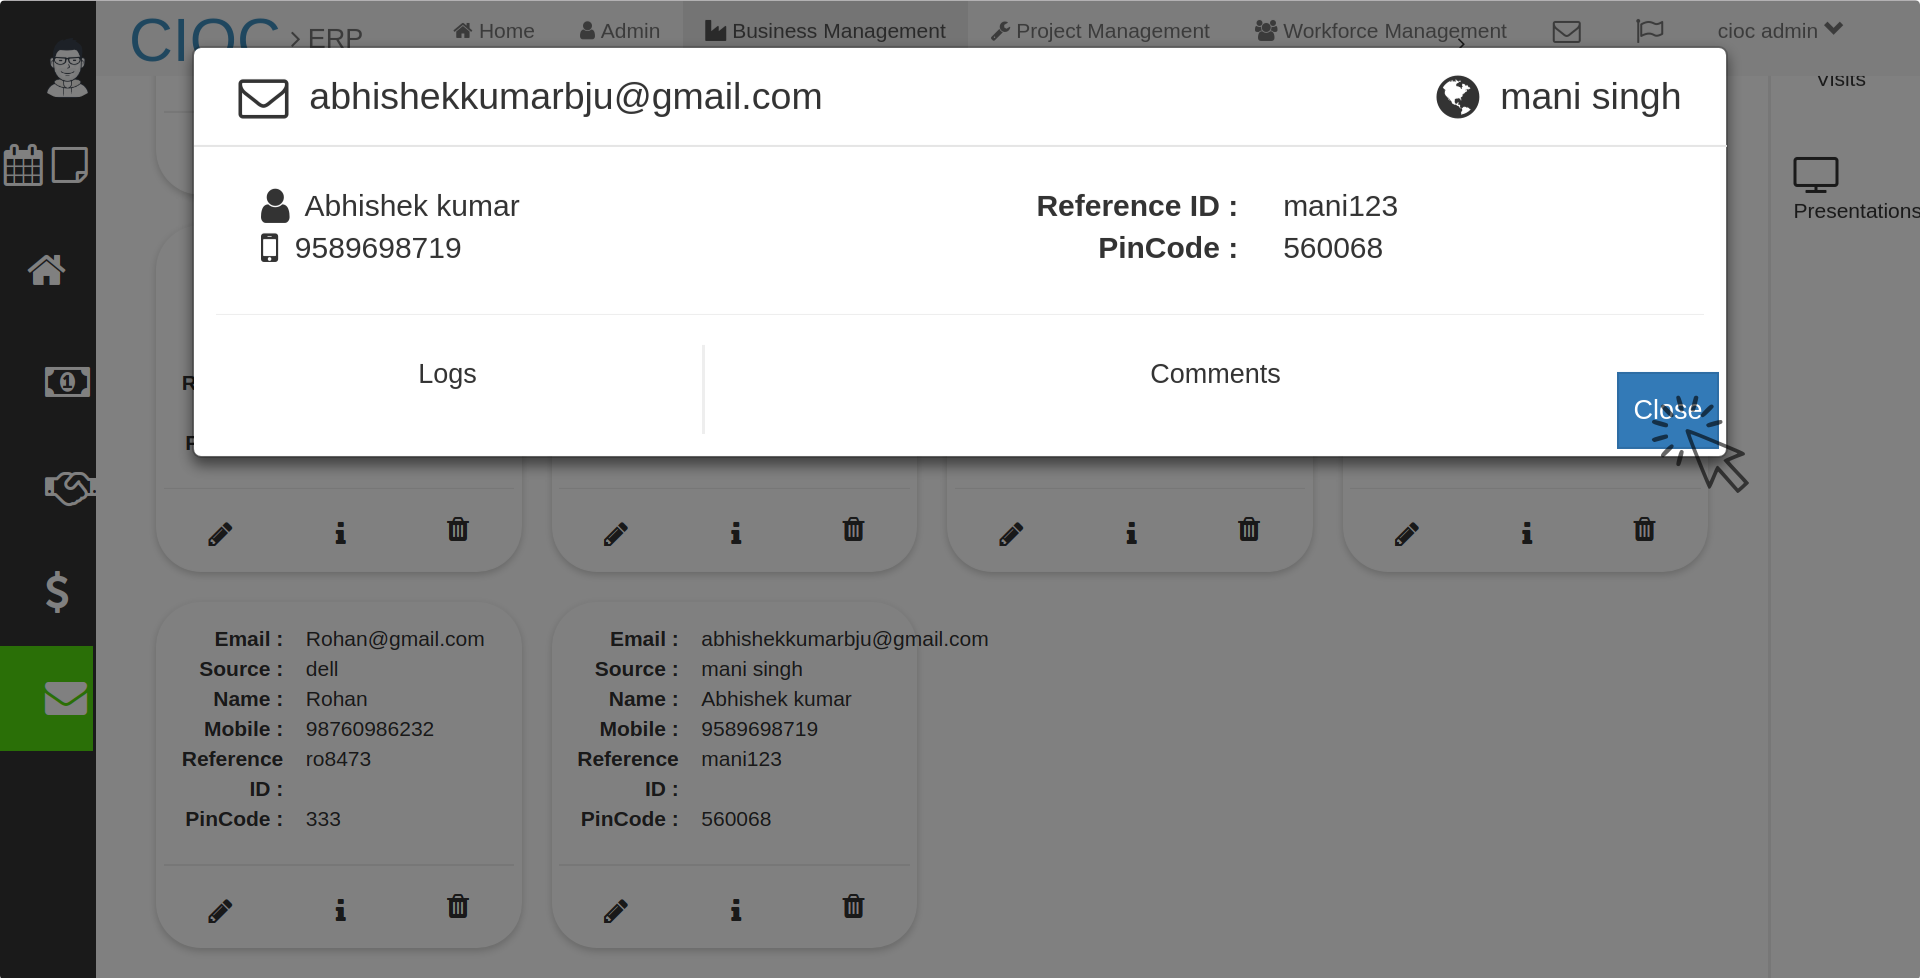 CIOC > ERP
Home
Admin
Business Management
Project Management
Workforce Management
cioc admin
Visits
Presentations
abhishekkumarbju@gmail.com
mani singh
Abhishek kumar
9589698719
Reference ID : mani123
PinCode : 560068
Logs
Comments
Close
Email : Rohan@gmail.com
Source : dell
Name : Rohan
Mobile : 98760986232
Reference ro8473
ID :
PinCode : 333
Email : abhishekkumarbju@gmail.com
Source : mani singh
Name : Abhishek kumar
Mobile : 9589698719
Reference mani123
ID :
PinCode : 560068